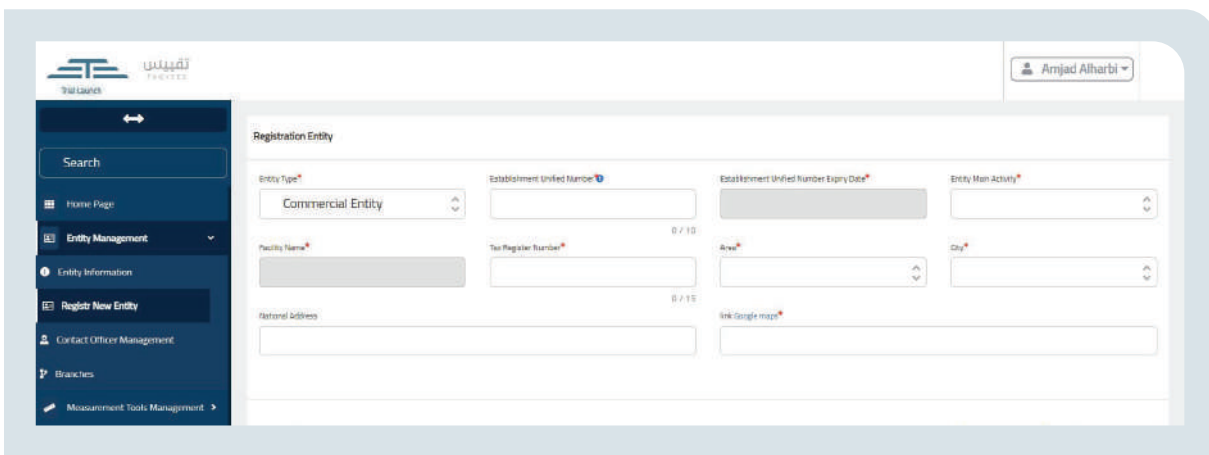 تقييس
TAQYEES
Trial Launch
Amjad Alharbi
Search
Home Page
Entity Management
Entity Information
Registr New Entity
Contact Officer Management
Branches
Measurement Tools Management
Registration Entity
Entity Type* Establishment Unified Number* Establishment Unified Number Expiry Date* Entity Main Activity*
Commercial Entity
0 / 10
Facility Name* Tax Register Number* Area* City*
0 / 15
National Address link Google maps*